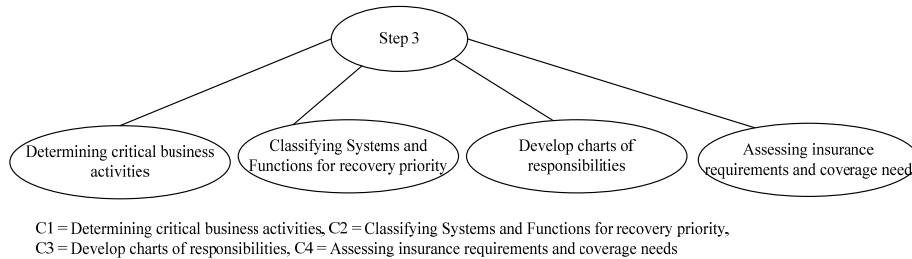 Step 3
Determining critical business
activities
Classifying Systems and
Functions for recovery priority
Develop charts of
responsibilities
Assessing insurance
requirements and coverage need
C1 = Determining critical business activities, C2 = Classifying Systems and Functions for recovery priority,
C3 = Develop charts of responsibilities, C4 = Assessing insurance requirements and coverage needs